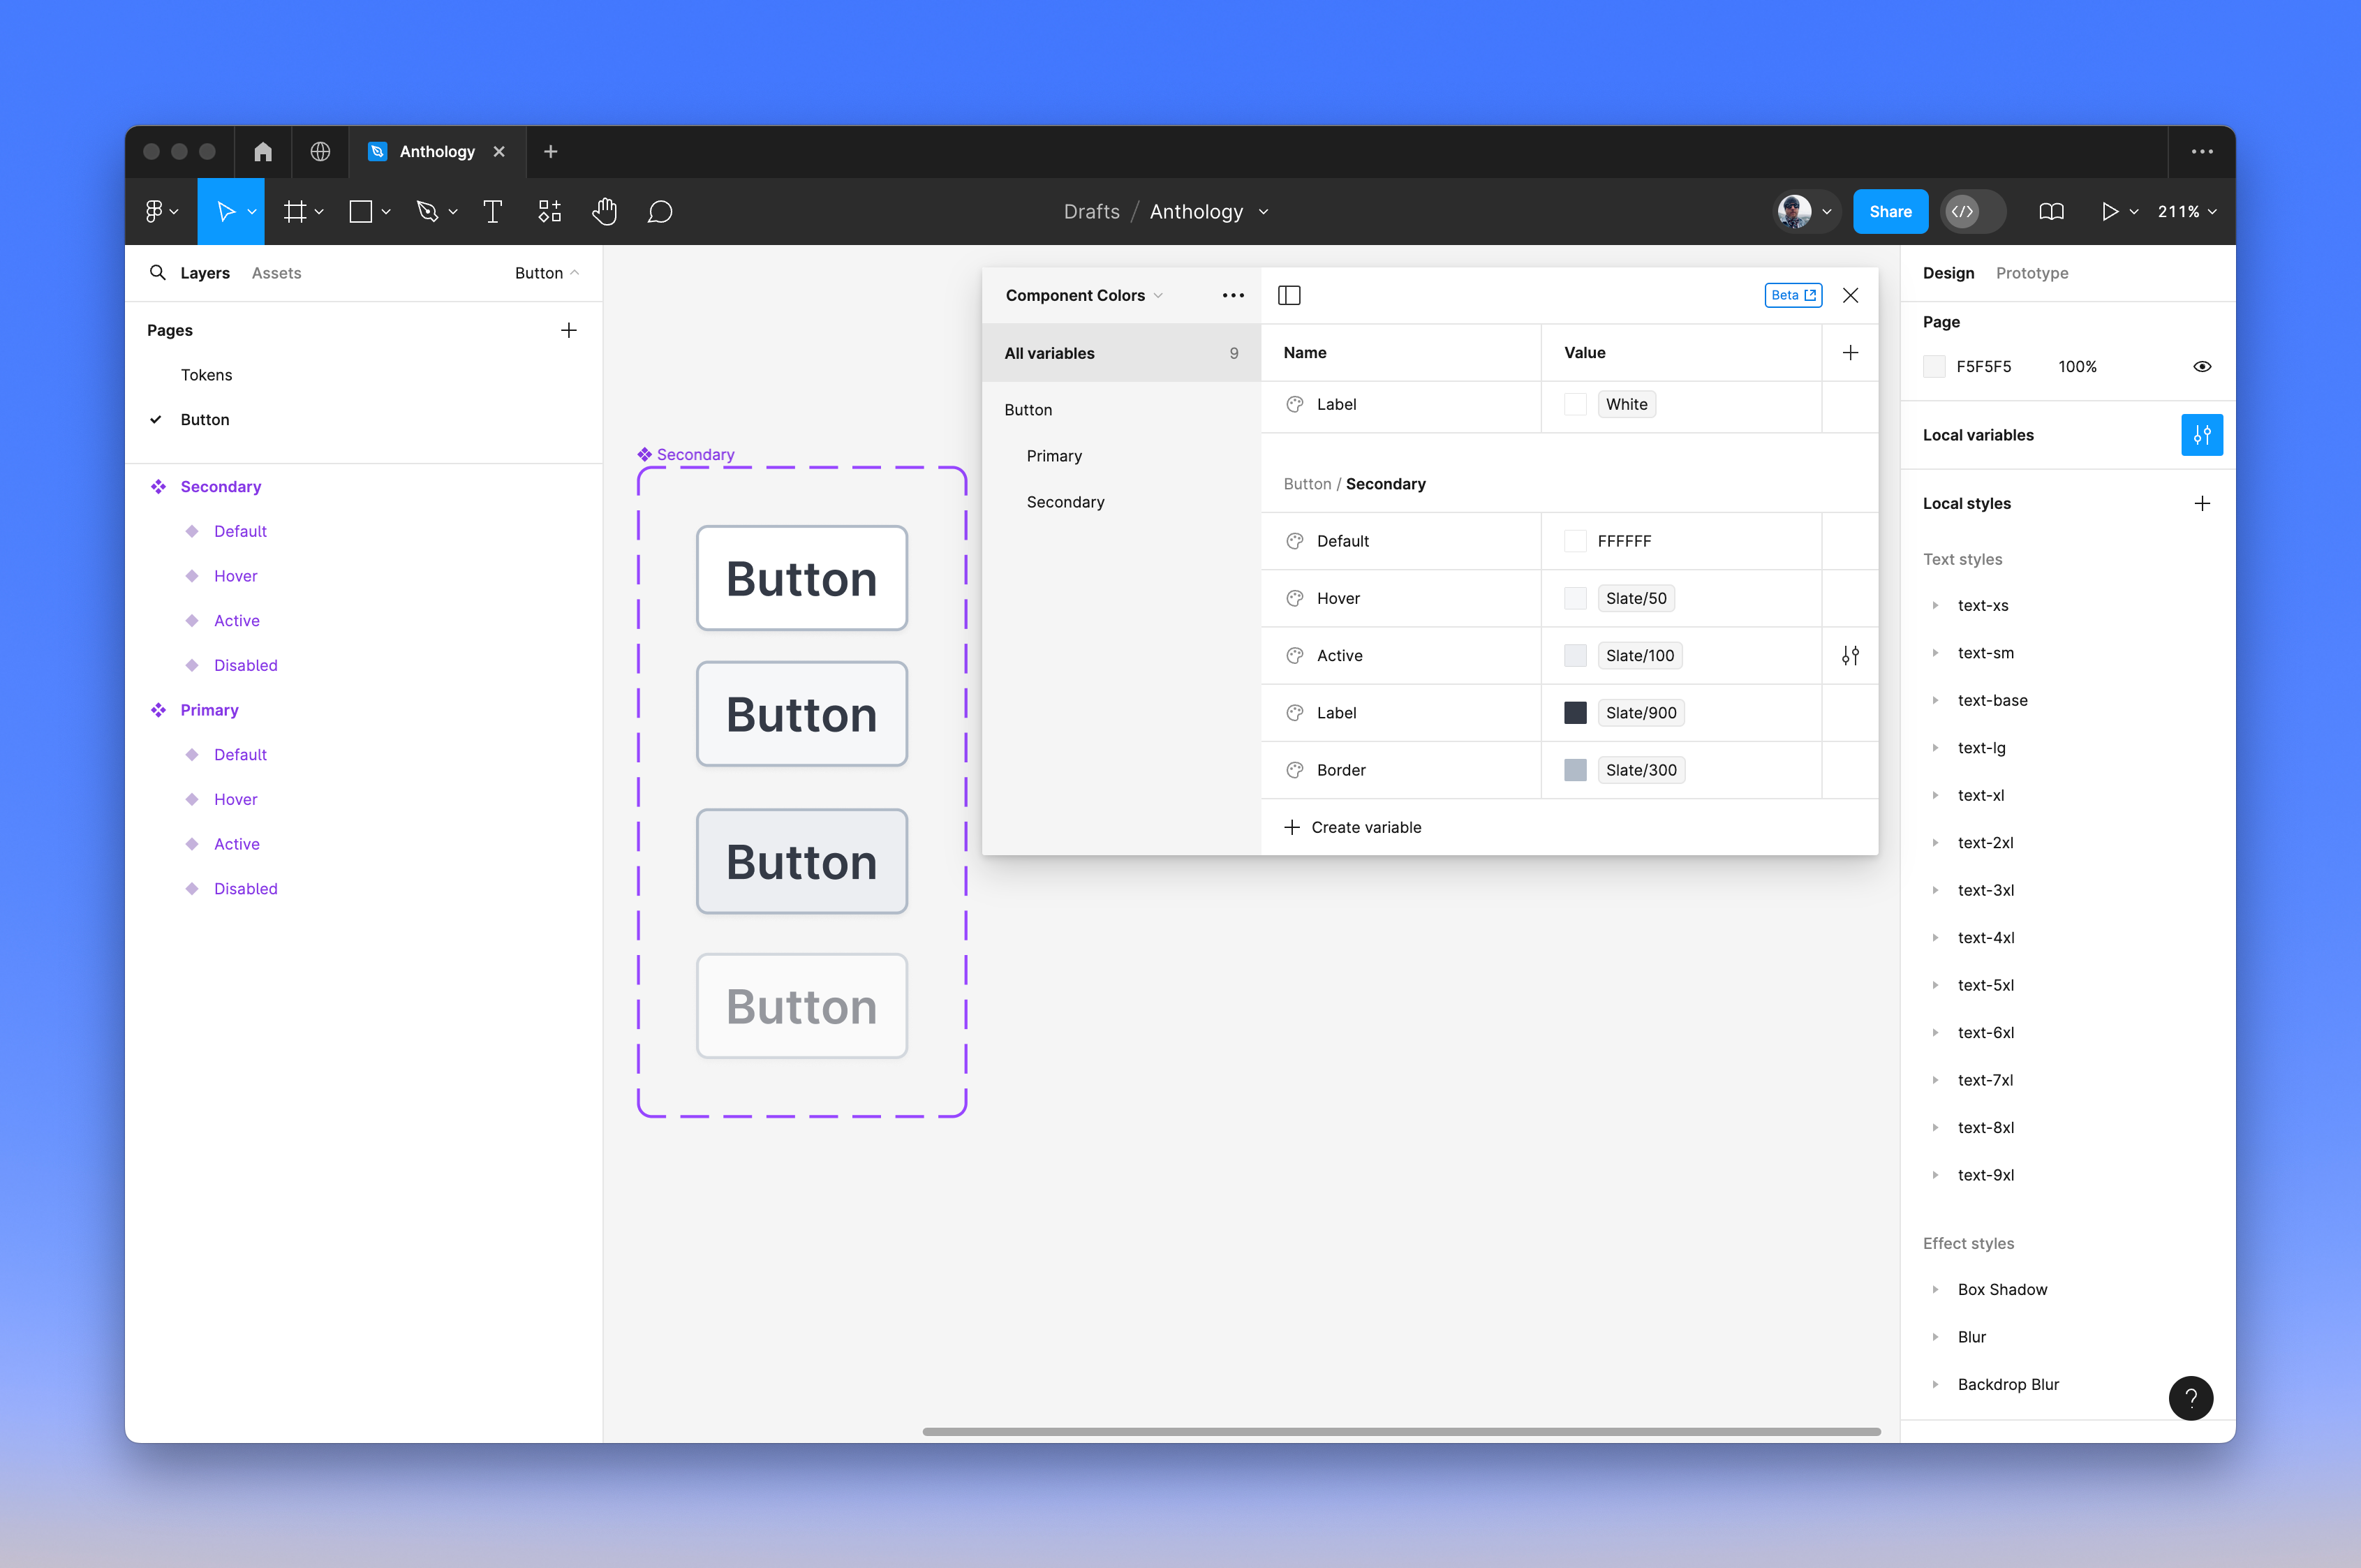 Anthology
Drafts / Anthology
Share
211%
Layers
Assets
Button
Pages
Tokens
Button
Secondary
Default
Hover
Active
Disabled
Primary
Default
Hover
Active
Disabled
Secondary
Button
Button
Button
Button
Component Colors
All variables 9
Button
Primary
Secondary
Beta
Name Value
Label White
Button / Secondary
Default FFFFFF
Hover Slate/50
Active Slate/100
Label Slate/900
Border Slate/300
Create variable
Design Prototype
Page
F5F5F5 100%
Local variables
Local styles
Text styles
text-xs
text-sm
text-base
text-lg
text-xl
text-2xl
text-3xl
text-4xl
text-5xl
text-6xl
text-7xl
text-8xl
text-9xl
Effect styles
Box Shadow
Blur
Backdrop Blur
?